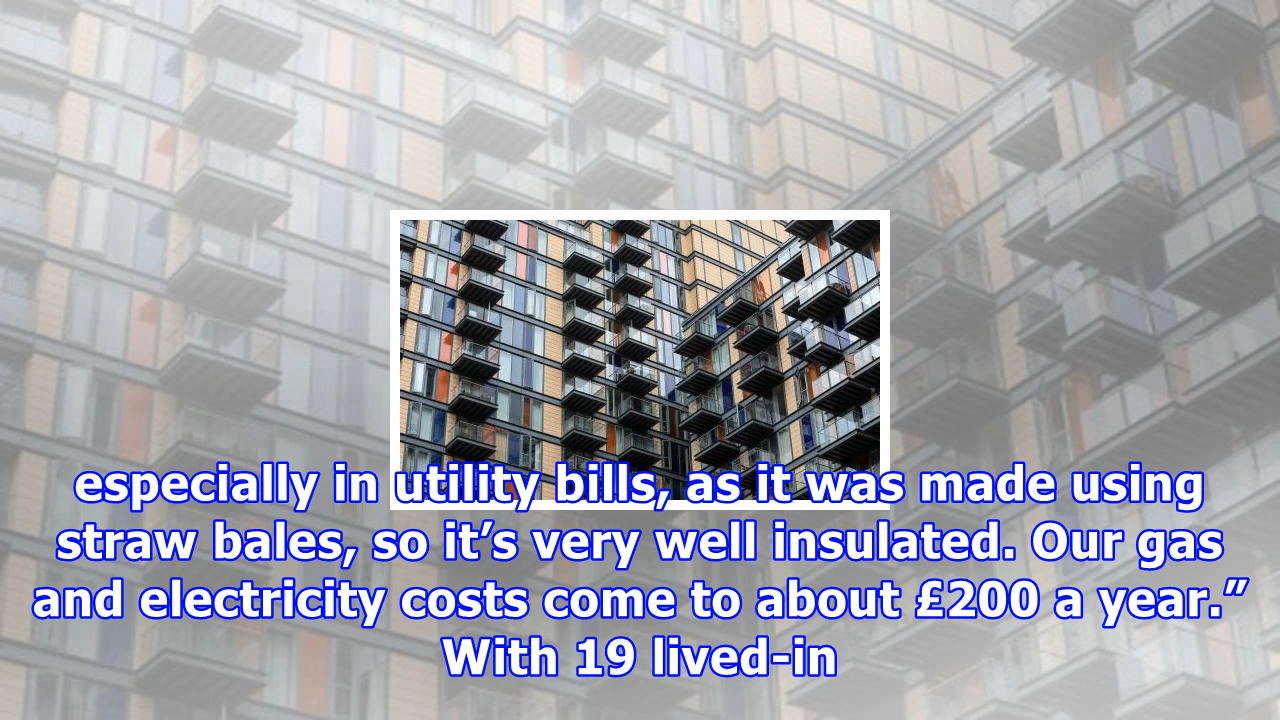 especially in utility bills, as it was made using
straw bales, so it’s very well insulated. Our gas
and electricity costs come to about £200 a year.”
With 19 lived-in